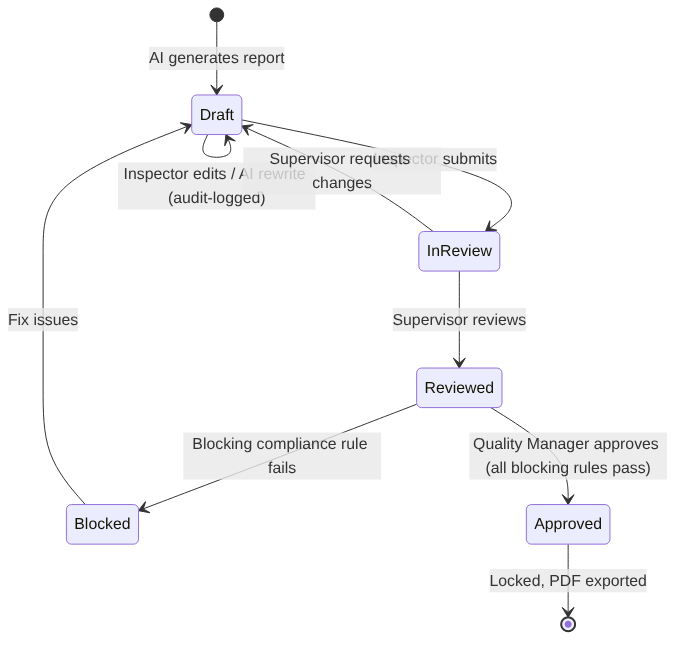 AI generates report
Draft
Supervisor requests
changes
submits
Inspector edits / AI rewrite
(audit-logged)
InReview
Fix issues
Supervisor reviews
Reviewed
Blocking compliance rule
fails
Quality Manager approves
(all blocking rules pass)
Blocked
Approved
Locked, PDF exported